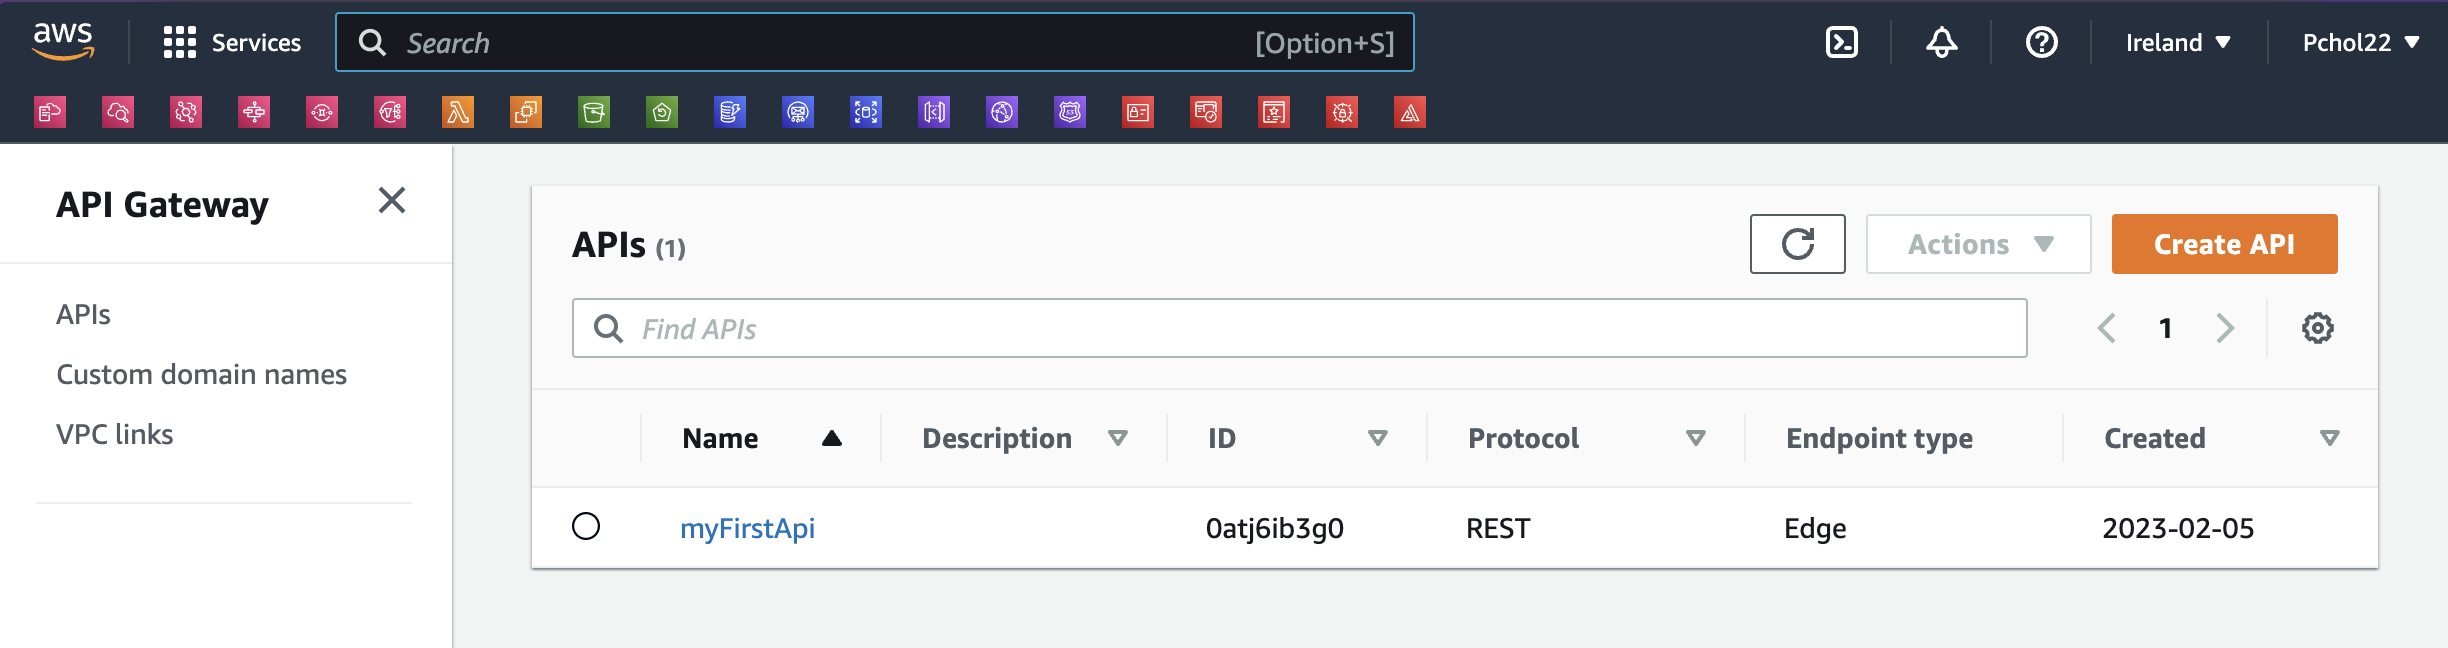 aws Services Search [Option+S] Ireland Pchol22
API Gateway
APIs
Custom domain names
VPC links
APIs (1) Actions Create API
Find APIs 1
Name Description ID Protocol Endpoint type Created
myFirstApi 0atj6ib3g0 REST Edge 2023-02-05